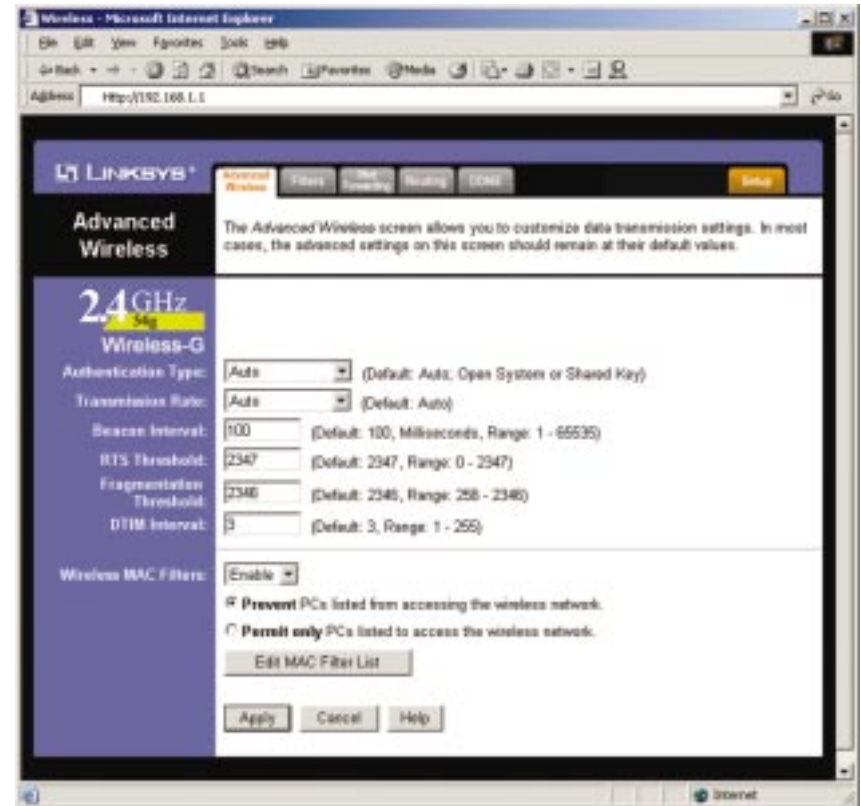 Wireless - Microsoft Internet Explorer
File Edit View Favorites Tools Help
Back Search Favorites Media
Address Http://192.168.1.1 Go
LINKSYS®
Advanced Wireless Filters Port Forwarding Routing DDNS Setup
Advanced
Wireless
The Advanced Wireless screen allows you to customize data transmission settings. In most
cases, the advanced settings on this screen should remain at their default values.
2.4 GHz
54g
Wireless-G
Authentication Type: Auto (Default: Auto; Open System or Shared Key)
Transmission Rate: Auto (Default: Auto)
Beacon Interval: 100 (Default: 100, Milliseconds, Range: 1 - 65535)
RTS Threshold: 2347 (Default: 2347, Range: 0 - 2347)
Fragmentation
Threshold: 2346 (Default: 2346, Range: 256 - 2346)
DTIM Interval: 3 (Default: 3, Range: 1 - 255)
Wireless MAC Filters: Enable
Prevent PCs listed from accessing the wireless network.
Permit only PCs listed to access the wireless network.
Edit MAC Filter List
Apply Cancel Help
Internet